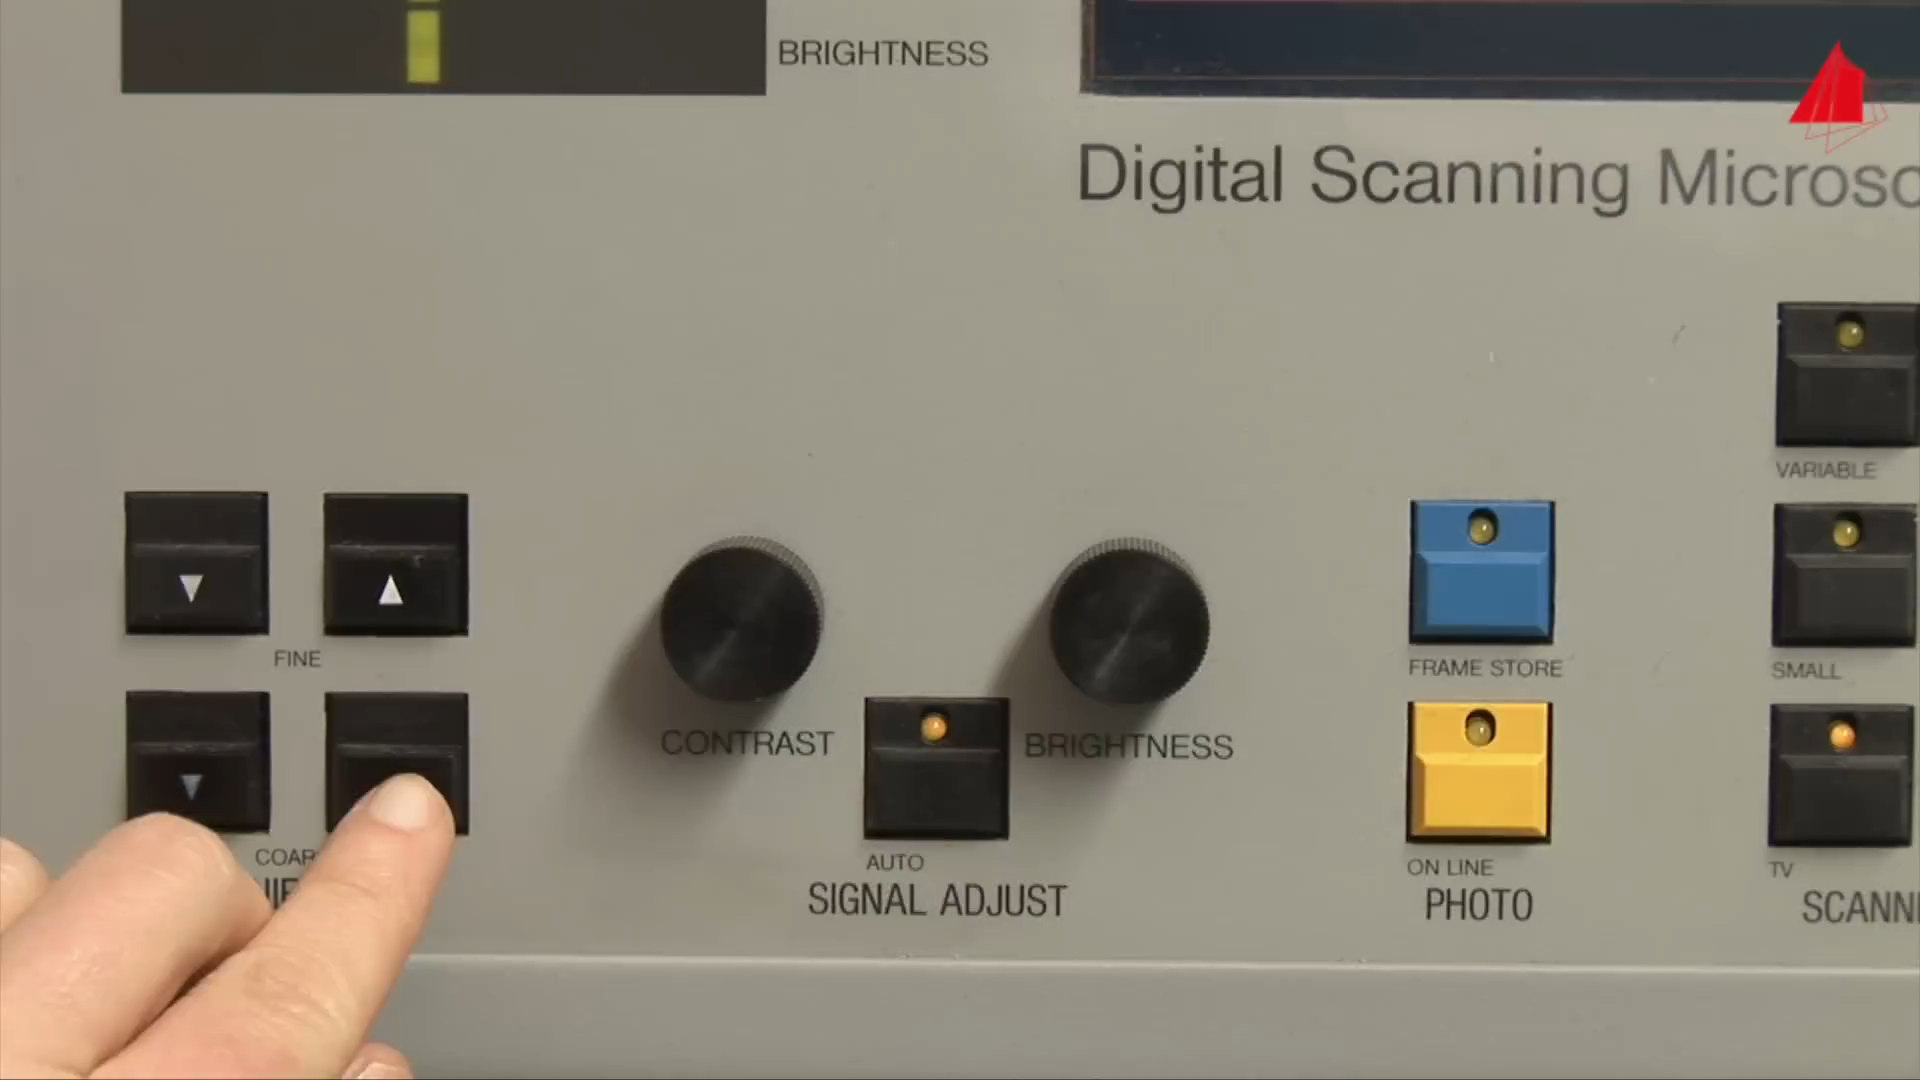 BRIGHTNESS
Digital Scanning Microsc
VARIABLE
FINE
FRAME STORE
SMALL
CONTRAST
BRIGHTNESS
COAR
AUTO
ON LINE
TV
SIGNAL ADJUST
PHOTO
SCANN